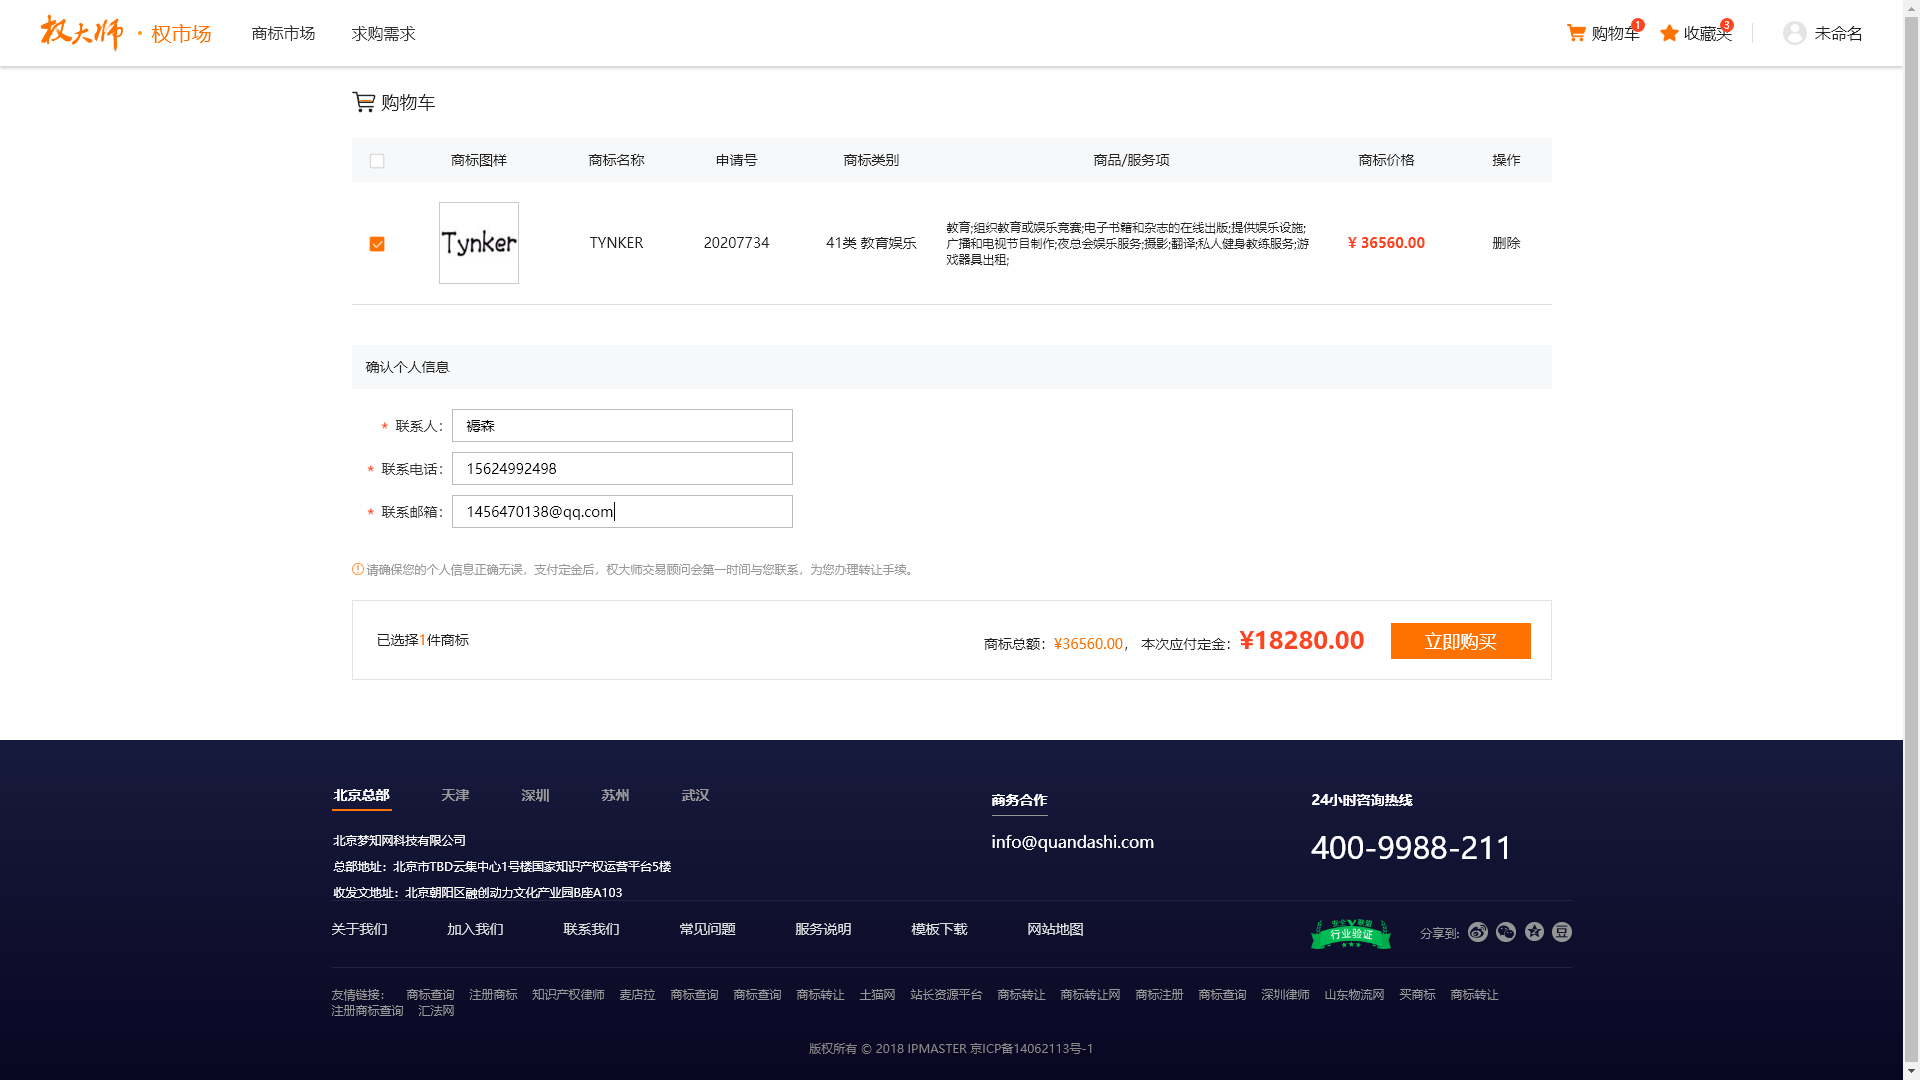 权大师 · 权市场 商标市场 求购需求 购物车 1 收藏夹 3 未命名
购物车
商标图样 商标名称 申请号 商标类别 商品/服务项 商标价格 操作
Tynker TYNKER 20207734 41类 教育娱乐 ¥ 36560.00 删除
教育;组织教育或娱乐竞赛;电子书籍和杂志的在线出版;提供娱乐设施;
广播和电视节目制作;夜总会娱乐服务;摄影;翻译;私人健身教练服务;游
戏器具出租;
确认个人信息
* 联系人: 褥森
* 联系电话: 15624992498
* 联系邮箱: 1456470138@qq.com
请确保您的个人信息正确无误，支付定金后，权大师交易顾问会第一时间与您联系，为您办理转让手续。
已选择1件商标 商标总额: ¥36560.00， 本次应付定金: ¥18280.00 立即购买
北京总部 天津 深圳 苏州 武汉 商务合作 24小时咨询热线
北京梦知网科技有限公司 info@quandashi.com 400-9988-211
总部地址：北京市TBD云集中心1号楼国家知识产权运营平台5楼
收发文地址：北京朝阳区融创动力文化产业园B座A103
关于我们 加入我们 联系我们 常见问题 服务说明 模板下载 网站地图 行业验证 分享到:
友情链接： 商标查询 注册商标 知识产权律师 麦店拉 商标查询 商标查询 商标转让 土猫网 站长资源平台 商标转让 商标转让网 商标注册 商标查询 深圳律师 山东物流网 买商标 商标转让
注册商标查询 汇法网
版权所有 © 2018 IPMASTER 京ICP备14062113号-1